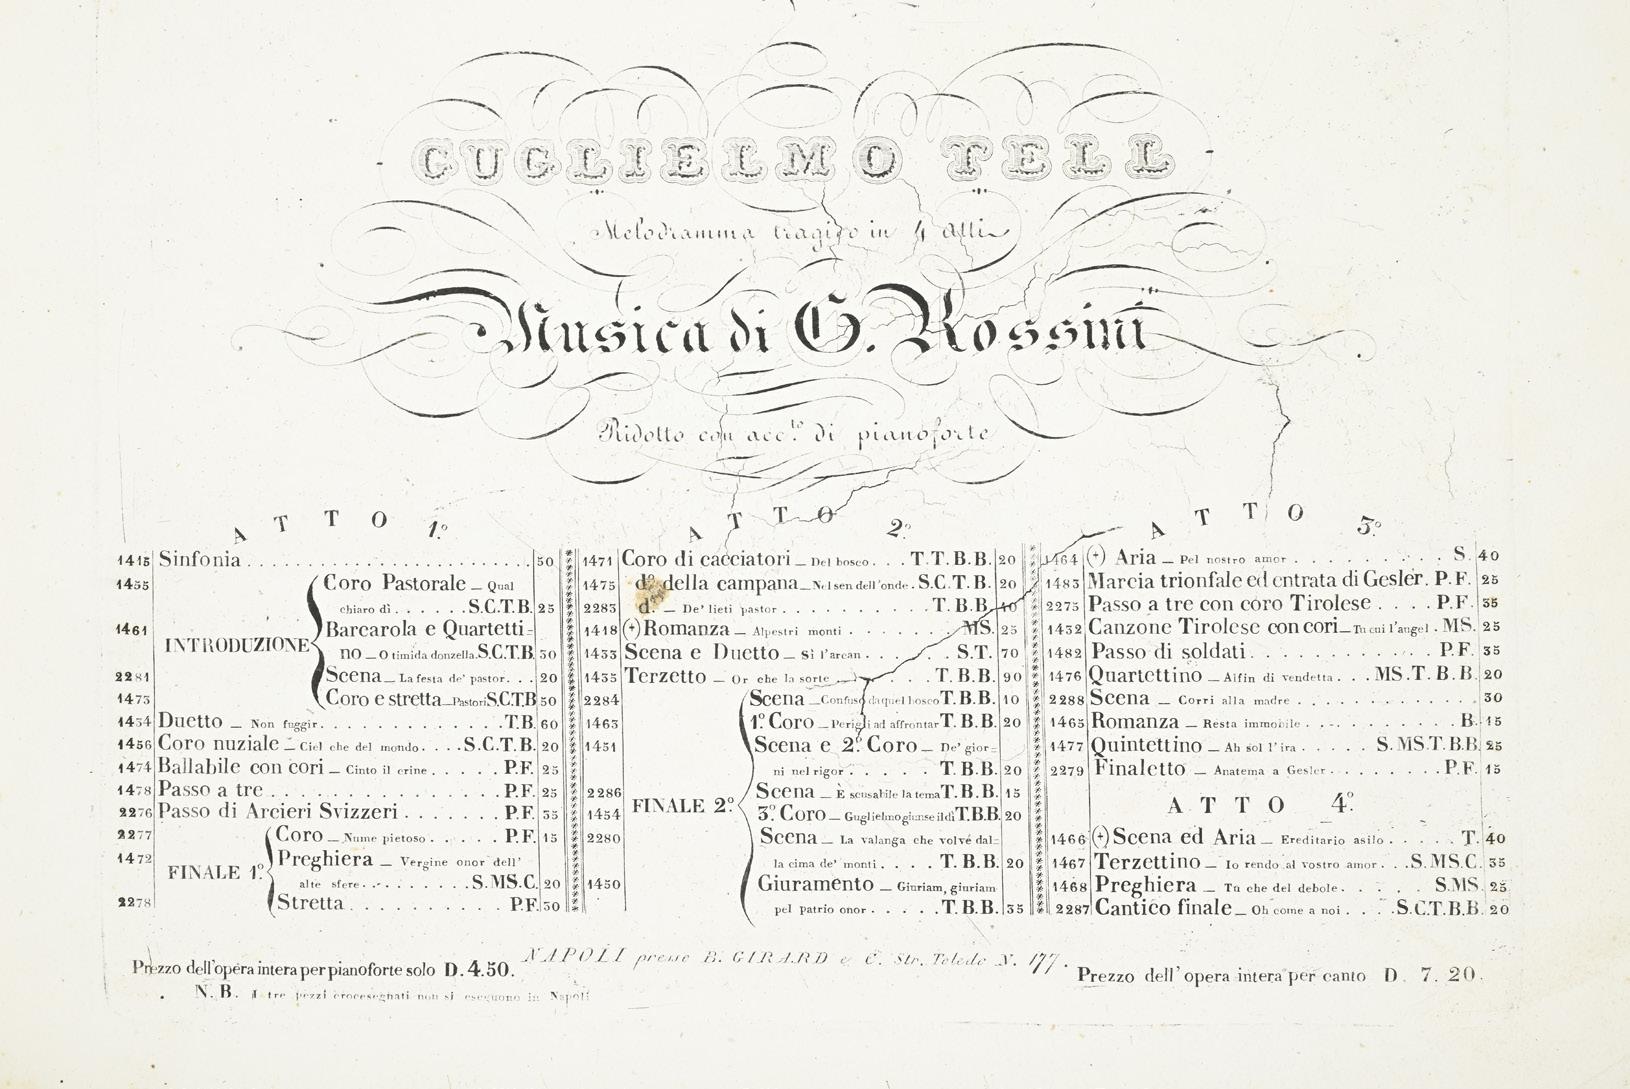 GUGLIELMO TELL
Melodramma tragico in 4 Atti
Musica di G. Rossini
Ridotto con acc.to di pianoforte
ATTO 1.º
1415 Sinfonia . . . . . . . . . . 50
INTRODUZIONE
1455 Coro Pastorale _ Qual
chiaro dì . . . . . . S.C.T.B. 25
1461 Barcarola e Quartetti=
no _ O timida donzella. S.C.T.B. 50
2281 Scena _ La festa de' pastor. . . 20
1473 Coro e stretta _ Pastori S.C.T.B 50
1454 Duetto _ Non fuggir. . . . . . . . . T.B. 60
1456 Coro nuziale _ Ciel che del mondo. . . . S.C.T.B. 20
1474 Ballabile con cori _ Cinto il crine . . . . . P.F. 25
1478 Passo a tre . . . . . . . . . . P.F. 25
2276 Passo di Arcieri Svizzeri . . . . . . P.F. 35
FINALE 1.º
2277 Coro _ Nume pietoso . . . . . . P.F. 15
1472 Preghiera _ Vergine onor dell'
alte sfere . . . . . . . S.MS.C. 20
2278 Stretta . . . . . . . . . . P.F. 30
ATTO 2.º
1471 Coro di cacciatori _ Del bosco . . . T.T.B.B. 20
1475 d.º della campana _ Nel sen dell'onde . S.C.T.B. 20
2283 d.º _ De' lieti pastor . . . . . . . . . T.B.B. 10
1418 (+) Romanza _ Alpestri monti . . . . . . . MS. 25
1433 Scena e Duetto _ sì l'arcan . . . . . . S.T. 70
1435 Terzetto _ Or che la sorte . . . . . . T.B.B. 90
FINALE 2.º
2284 Scena _ Confuso da quel bosco T.B.B. 10
1463 1.º Coro _ Perigli ad affrontar T.B.B. 20
1451 Scena e 2.º Coro _ De' gior=
ni nel rigor . . . . . . T.B.B. 20
2286 Scena _ È scusabile la tema T.B.B. 15
1454 3.º Coro _ Guglielmo giunse il dì T.B.B. 20
2280 Scena _ La valanga che volvé dal=
la cima de' monti . . . . T.B.B. 20
1450 Giuramento _ Giuriam, giuriam
pel patrio onor . . . . . T.B.B. 35
ATTO 3.º
1464 (+) Aria _ Pel nostro amor . . . . . . . . . S. 40
1483 Marcia trionfale ed entrata di Gesler. P.F. 25
2275 Passo a tre con coro Tirolese . . . . P.F. 35
1432 Canzone Tirolese con cori _ Tu cui l'augel . MS. 25
1482 Passo di soldati . . . . . . . . . P.F. 35
1476 Quartettino _ Alfin di vendetta . . . MS.T.B.B. 20
2288 Scena _ Corri alla madre . . . . . . . . . 30
1465 Romanza _ Resta immobile . . . . . . . . B. 15
1477 Quintettino _ Ah sol l'ira . . . . . S.MS.T.B.B. 25
2279 Finaletto _ Anatema a Gesler . . . . . . . P.F. 15
ATTO 4.º
1466 (+) Scena ed Aria _ Ereditario asilo . . . . . T. 40
1467 Terzettino _ Io rendo al vostro amor. . . S.MS.C. 35
1468 Preghiera _ Tu che del debole . . . . . S.MS. 25
2287 Cantico finale _ Oh come a noi . . . . S.C.T.B.B. 20
NAPOLI presso B. GIRARD e C. Str. Toledo N. 177.
Prezzo dell'opera intera per pianoforte solo D. 4.50.
Prezzo dell'opera intera per canto D. 7. 20.
N.B. I tre pezzi crocesegnati non si eseguono in Napoli